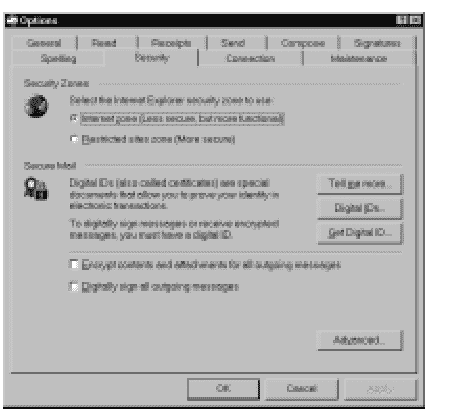 Options
General Read Receipts Send Compose Signatures
Spelling Security Connection Maintenance
Security Zones
Select the Internet Explorer security zone to use:
Internet zone (Less secure, but more functional)
Restricted sites zone (More secure)
Secure Mail
Digital IDs (also called certificates) are special
documents that allow you to prove your identity in
electronic transactions.
Tell me more...
Digital IDs...
To digitally sign messages or receive encrypted
messages, you must have a digital ID.
Get Digital ID...
Encrypt contents and attachments for all outgoing messages
Digitally sign all outgoing messages
Advanced...
OK Cancel Apply